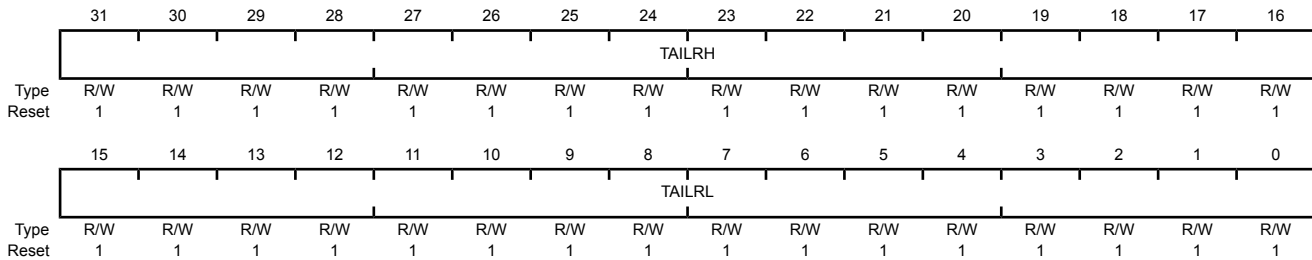 31 30 29 28 27 26 25 24 23 22 21 20 19 18 17 16
TAILRH
Type R/W R/W R/W R/W R/W R/W R/W R/W R/W R/W R/W R/W R/W R/W R/W R/W
Reset 1 1 1 1 1 1 1 1 1 1 1 1 1 1 1 1
15 14 13 12 11 10 9 8 7 6 5 4 3 2 1 0
TAILRL
Type R/W R/W R/W R/W R/W R/W R/W R/W R/W R/W R/W R/W R/W R/W R/W R/W
Reset 1 1 1 1 1 1 1 1 1 1 1 1 1 1 1 1